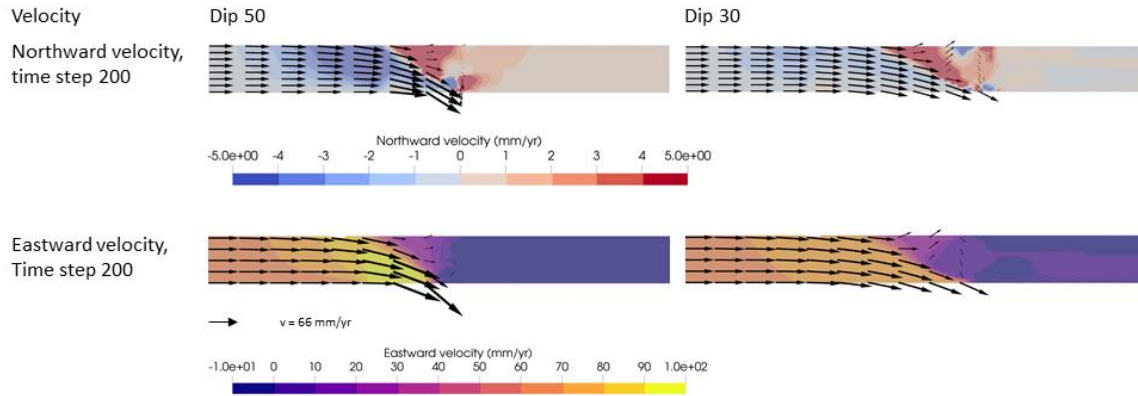 Velocity
Dip 50
Dip 30
Northward velocity,
time step 200
Northward velocity (mm/yr)
-5.0e+00 -4 -3 -2 -1 0 1 2 3 4 5.0e+00
Eastward velocity,
Time step 200
v = 66 mm/yr
Eastward velocity (mm/yr)
-1.0e+01 0 10 20 30 40 50 60 70 80 90 1.0e+02